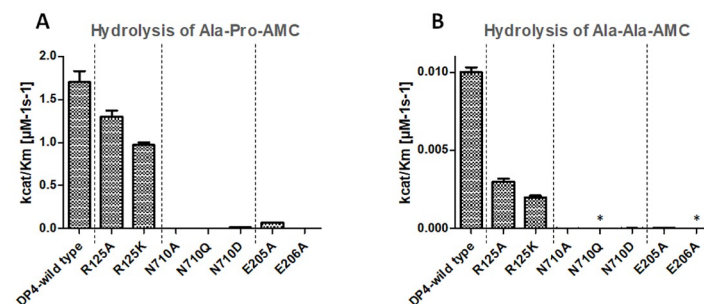 A
Hydrolysis of Ala-Pro-AMC
kcat/Km [µM-1s-1]
2.0
1.5
1.0
0.5
0.0
DP4-wild type
R125A
R125K
N710A
N710Q
N710D
E205A
E206A
B
Hydrolysis of Ala-Ala-AMC
kcat/Km [µM-1s-1]
0.010
0.005
0.000
*
*
DP4-wild type
R125A
R125K
N710A
N710Q
N710D
E205A
E206A